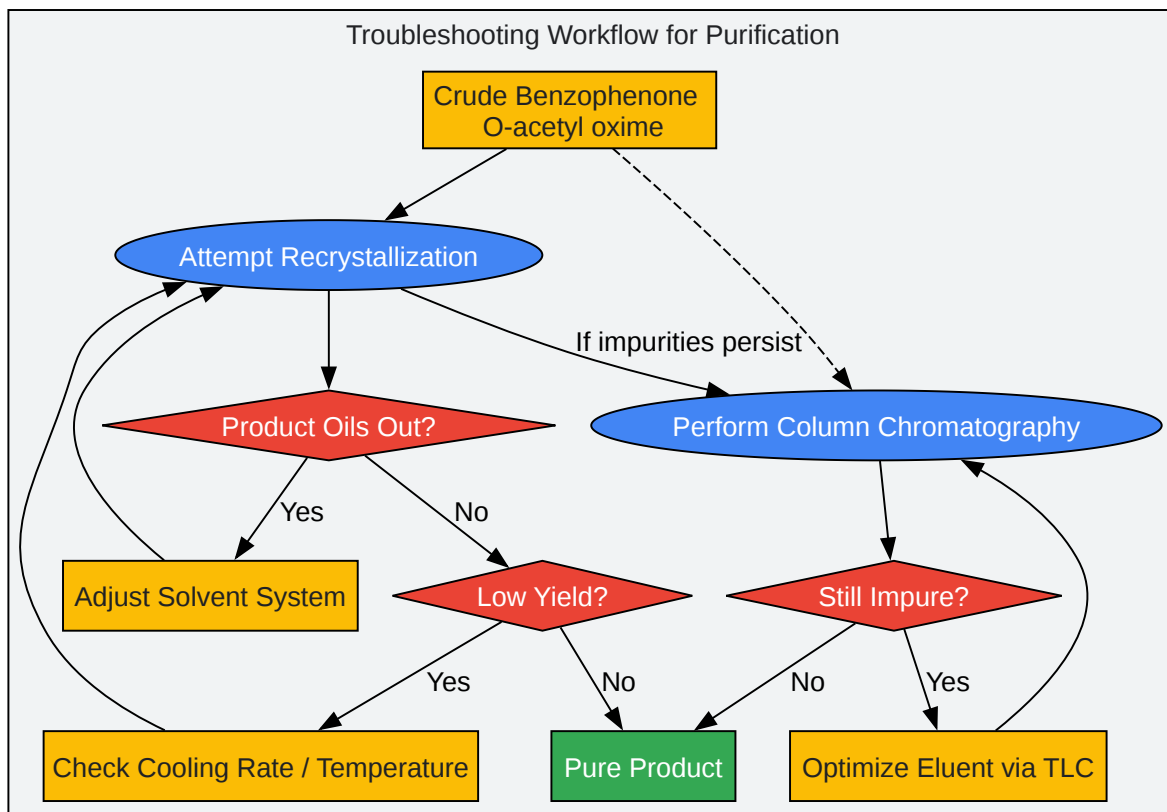 Troubleshooting Workflow for Purification
Crude Benzophenone
O-acetyl oxime
Attempt Recrystallization
If impurities persist
Product Oils Out?
Perform Column Chromatography
Yes
No
Adjust Solvent System
Low Yield?
Still Impure?
Yes
No
No
Yes
Check Cooling Rate / Temperature
Pure Product
Optimize Eluent via TLC